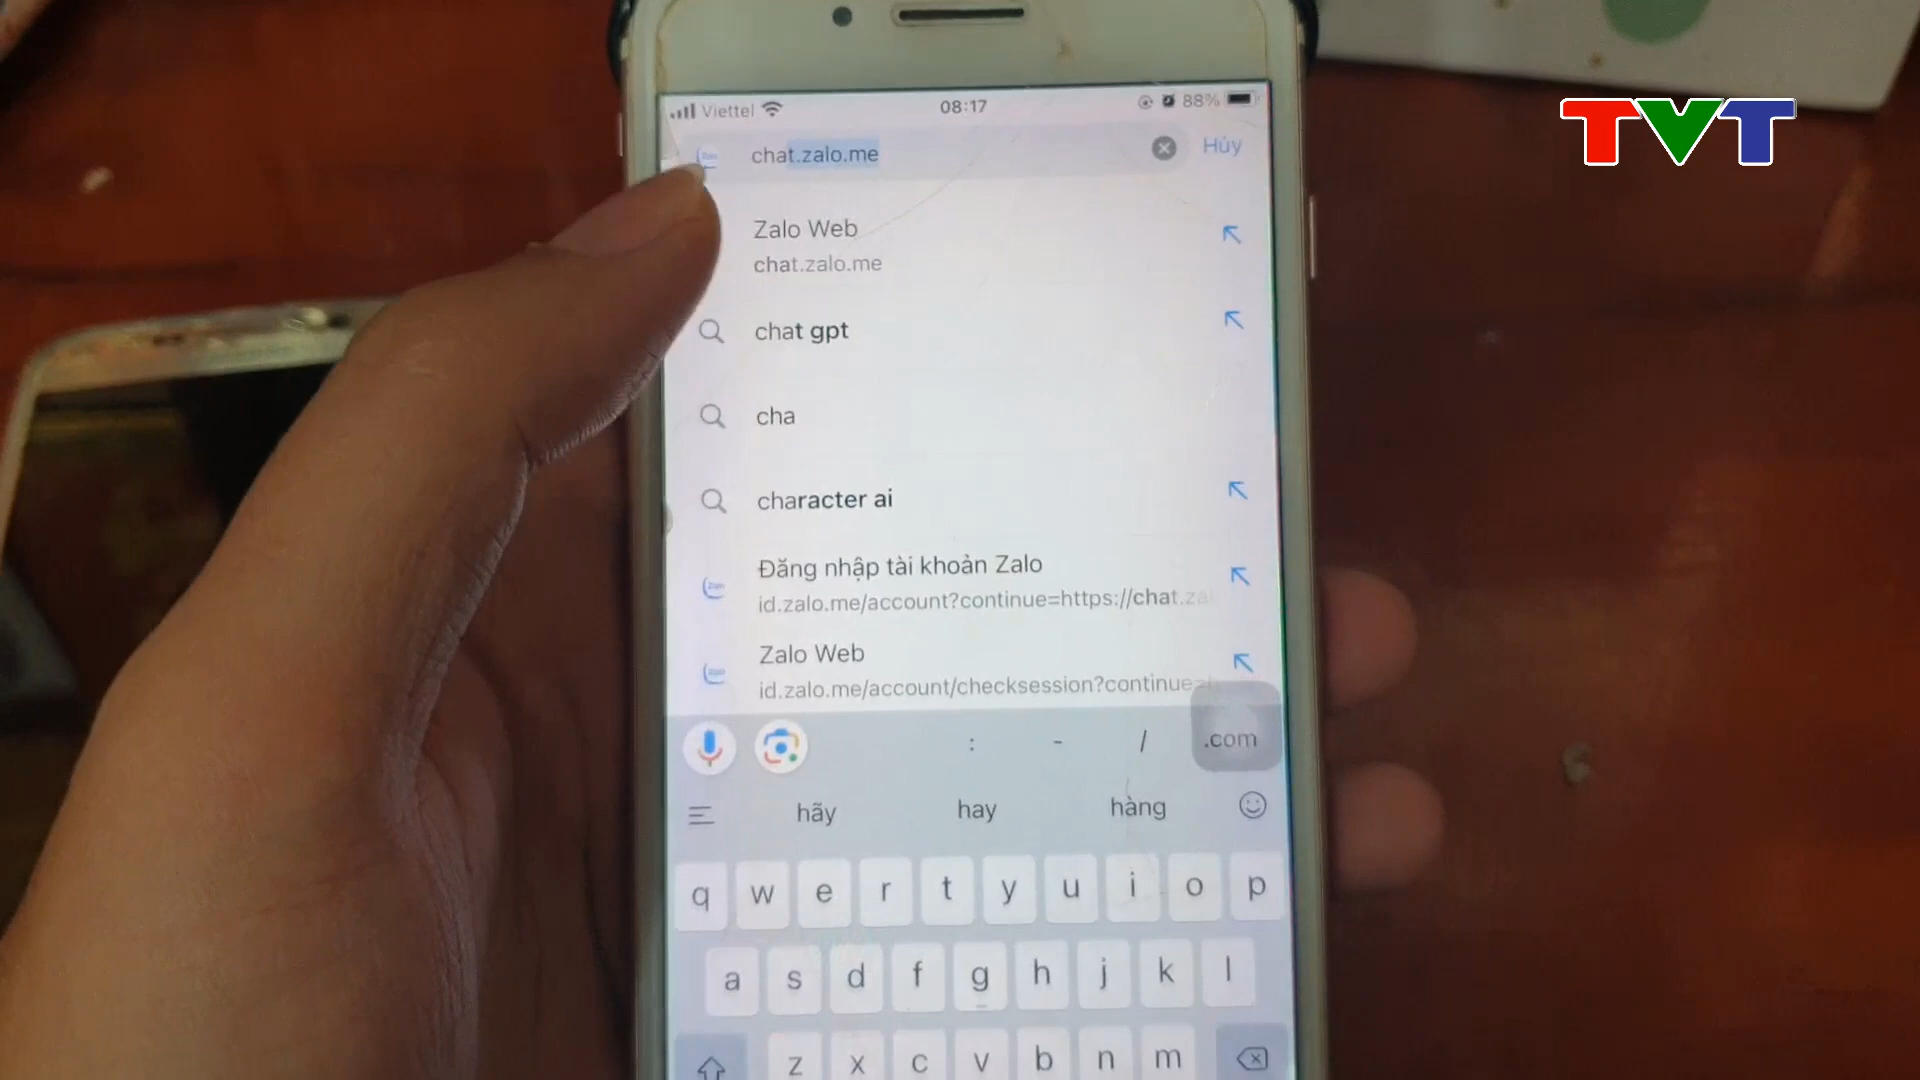 Viettel
08:17
88%
TVT
chat.zalo.me
Hủy
Zalo Web
chat.zalo.me
chat gpt
cha
character ai
Đăng nhập tài khoản Zalo
id.zalo.me/account?continue=https://chat.za
Zalo Web
id.zalo.me/account/checksession?continue=
: - / .com
hãy hay hàng
q w e r t y u i o p
a s d f g h j k l
z x c v b n m